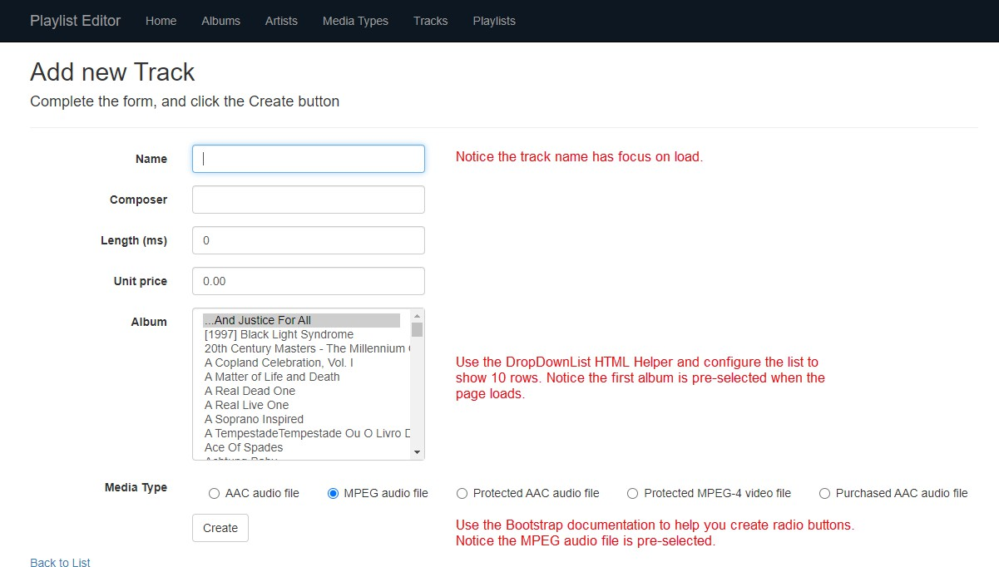 Playlist Editor Home Albums Artists Media Types Tracks Playlists
Add new Track
Complete the form, and click the Create button
Name
Notice the track name has focus on load.
Composer
Length (ms) 0
Unit price 0.00
Album
...And Justice For All
[1997] Black Light Syndrome
20th Century Masters - The Millennium
A Copland Celebration, Vol. I
A Matter of Life and Death
A Real Dead One
A Real Live One
A Soprano Inspired
A TempestadeTempestade Ou O Livro
Ace Of Spades
Use the DropDownList HTML Helper and configure the list to
show 10 rows. Notice the first album is pre-selected when the
page loads.
Media Type
AAC audio file MPEG audio file Protected AAC audio file Protected MPEG-4 video file Purchased AAC audio file
Create
Use the Bootstrap documentation to help you create radio buttons.
Notice the MPEG audio file is pre-selected.
Back to List